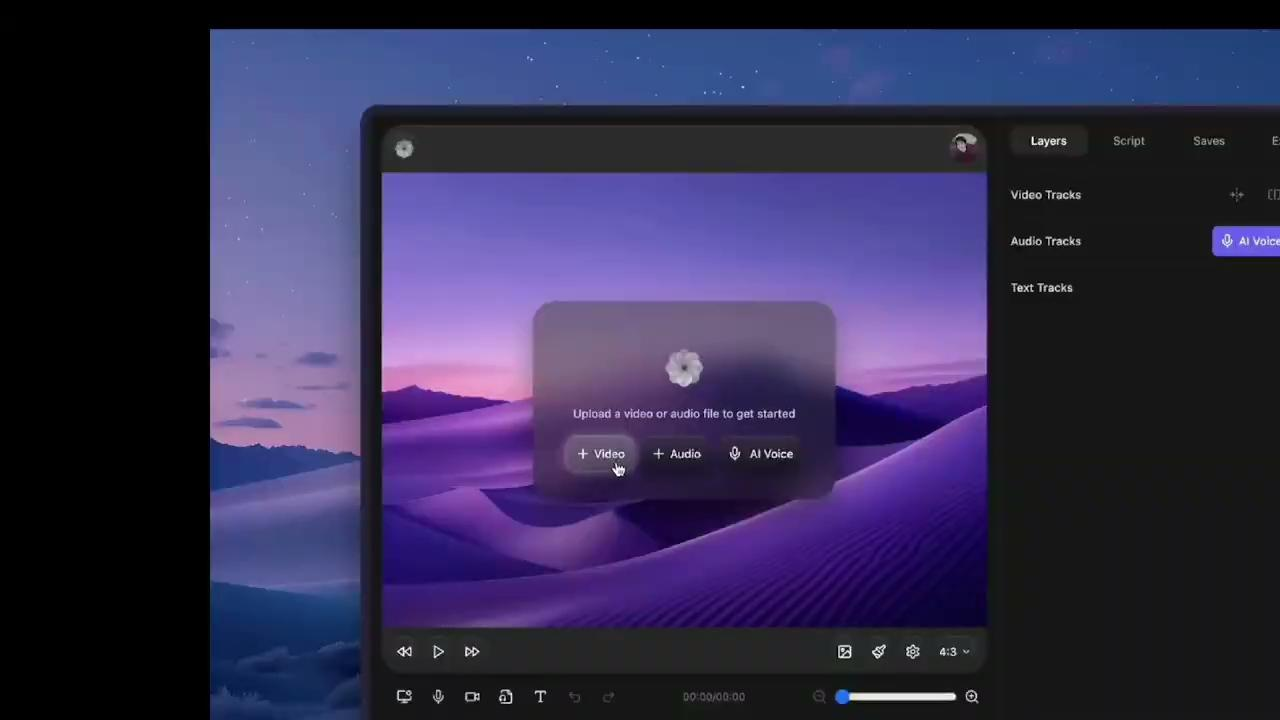 Layers Script Saves
Video Tracks
Audio Tracks
AI Voice
Text Tracks
Upload a video or audio file to get started
+ Video + Audio AI Voice
4:3
00:00/00:00